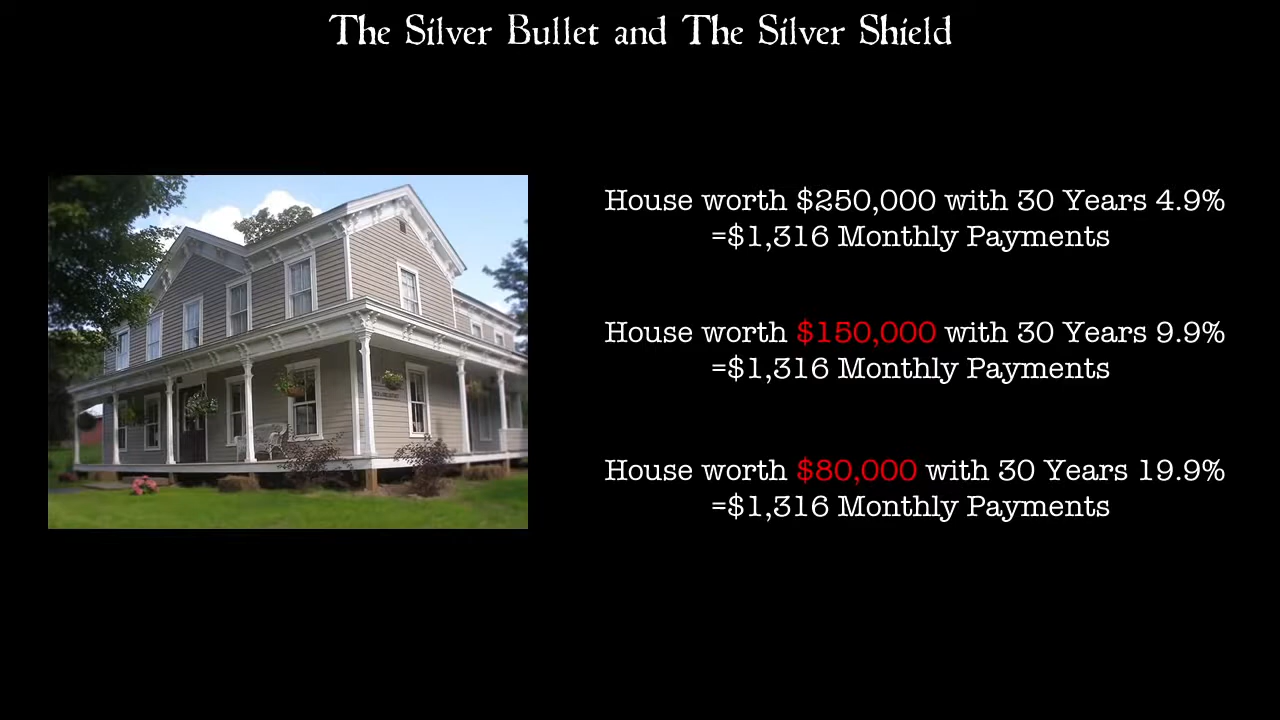 The Silver Bullet and The Silver Shield
House worth $250,000 with 30 Years 4.9%
=$1,316 Monthly Payments
House worth $150,000 with 30 Years 9.9%
=$1,316 Monthly Payments
House worth $80,000 with 30 Years 19.9%
=$1,316 Monthly Payments